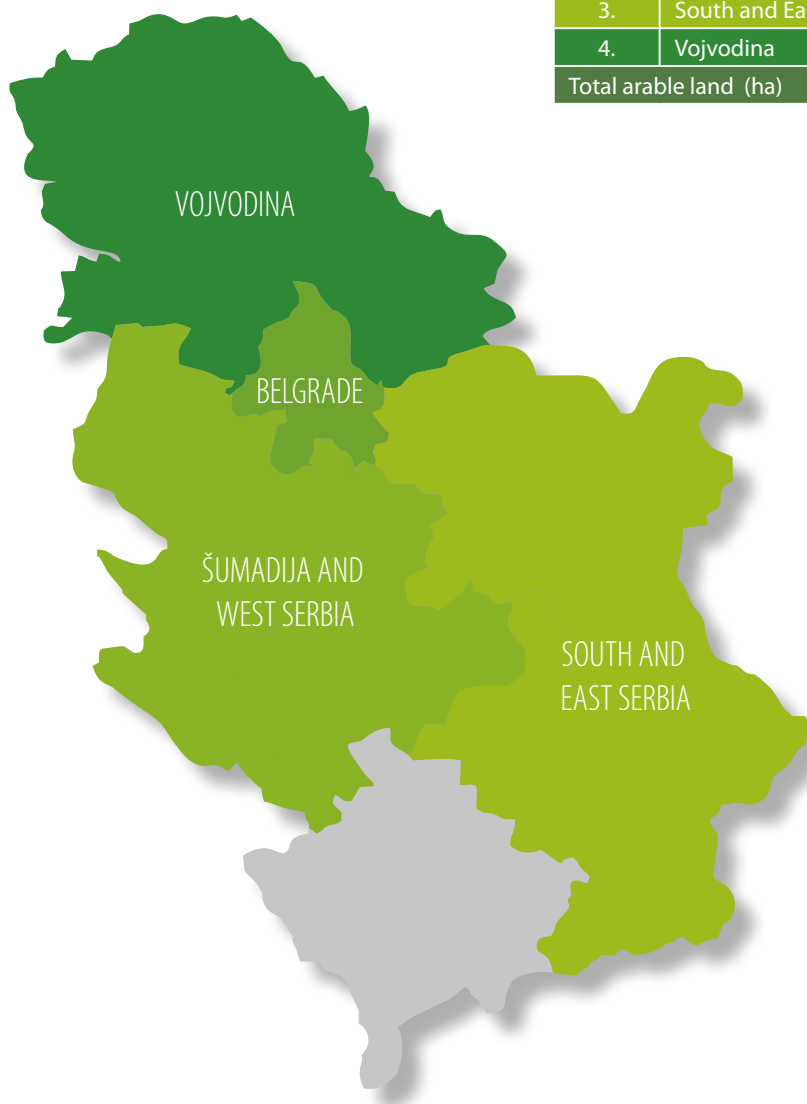 3. South and Ea
4. Vojvodina
Total arable land (ha)
VOJVODINA
BELGRADE
ŠUMADIJA AND
WEST SERBIA
SOUTH AND
EAST SERBIA